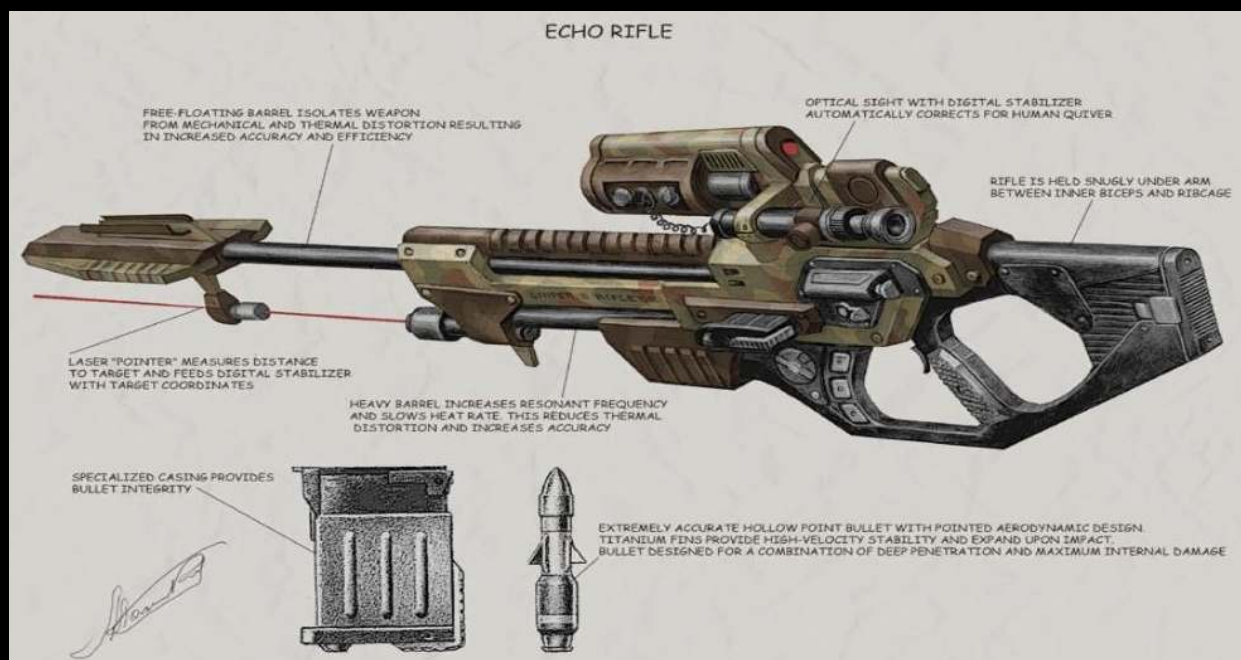 ECHO RIFLE
FREE-FLOATING BARREL ISOLATES WEAPON
FROM MECHANICAL AND THERMAL DISTORTION RESULTING
IN INCREASED ACCURACY AND EFFICIENCY
OPTICAL SIGHT WITH DIGITAL STABILIZER
AUTOMATICALLY CORRECTS FOR HUMAN QUIVER
RIFLE IS HELD SNUGLY UNDER ARM
BETWEEN INNER BICEPS AND RIBCAGE
LASER "POINTER" MEASURES DISTANCE
TO TARGET AND FEEDS DIGITAL STABILIZER
WITH TARGET COORDINATES
HEAVY BARREL INCREASES RESONANT FREQUENCY
AND SLOWS HEAT RATE. THIS REDUCES THERMAL
DISTORTION AND INCREASES ACCURACY
SPECIALIZED CASING PROVIDES
BULLET INTEGRITY
EXTREMELY ACCURATE HOLLOW POINT BULLET WITH POINTED AERODYNAMIC DESIGN.
TITANIUM FINS PROVIDE HIGH-VELOCITY STABILITY AND EXPAND UPON IMPACT.
BULLET DESIGNED FOR A COMBINATION OF DEEP PENETRATION AND MAXIMUM INTERNAL DAMAGE